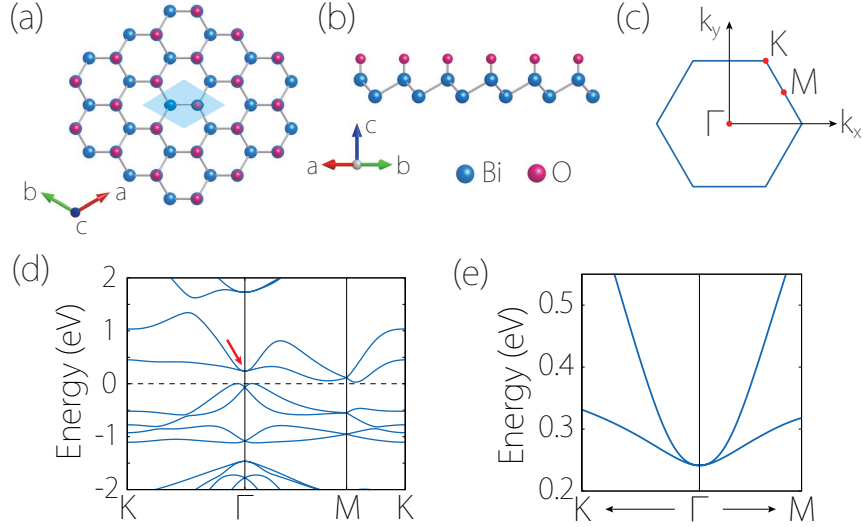 (a)
b
a
c
(b)
c
a
b
Bi
O
(c)
k_y
K
M
Γ
k_x
(d)
Energy (eV)
2
1
0
-1
-2
K
Γ
M
K
(e)
Energy (eV)
0.5
0.4
0.3
0.2
K
Γ
M